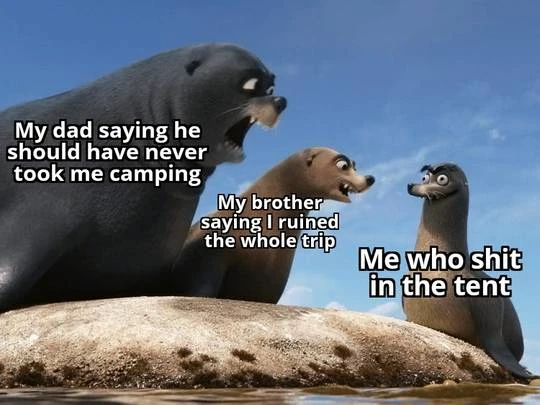 My dad saying he
should have never
took me camping
My brother
saying I ruined
the whole trip
Me who shit
in the tent